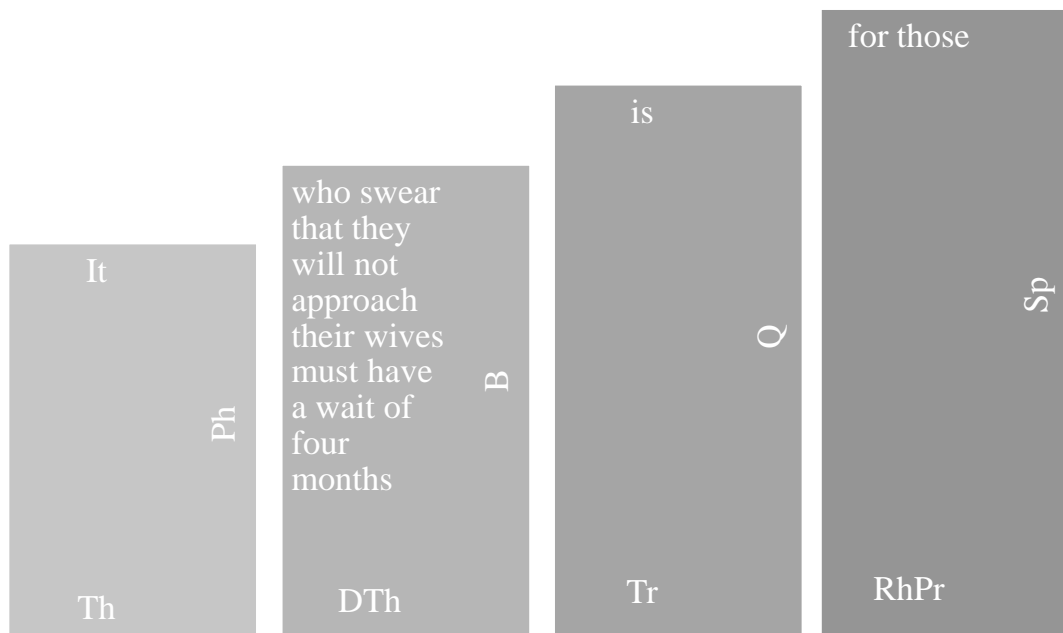 It
Ph
Th
who swear
that they
will not
approach
their wives
must have
a wait of
four
months
B
DTh
is
Q
Tr
for those
Sp
RhPr